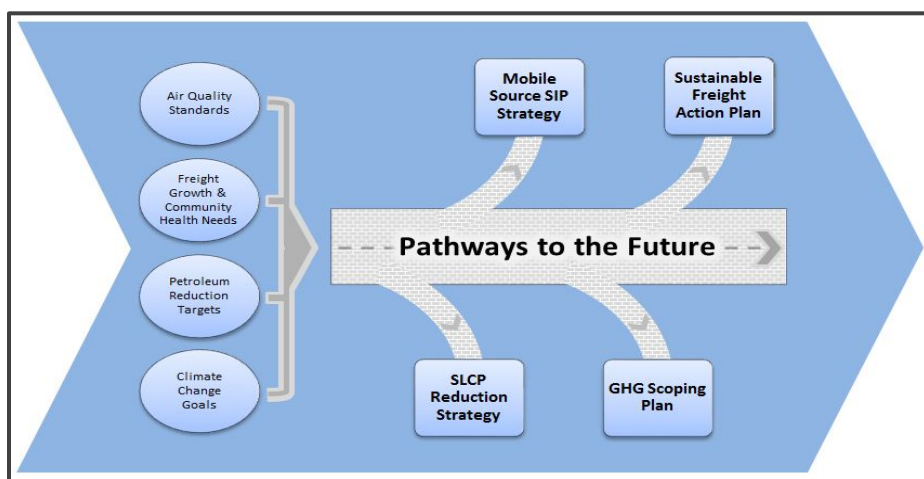 Air Quality
Standards
Freight
Growth &
Community
Health Needs
Petroleum
Reduction
Targets
Climate
Change
Goals
Mobile
Source SIP
Strategy
Sustainable
Freight
Action Plan
Pathways to the Future
SLCP
Reduction
Strategy
GHG Scoping
Plan